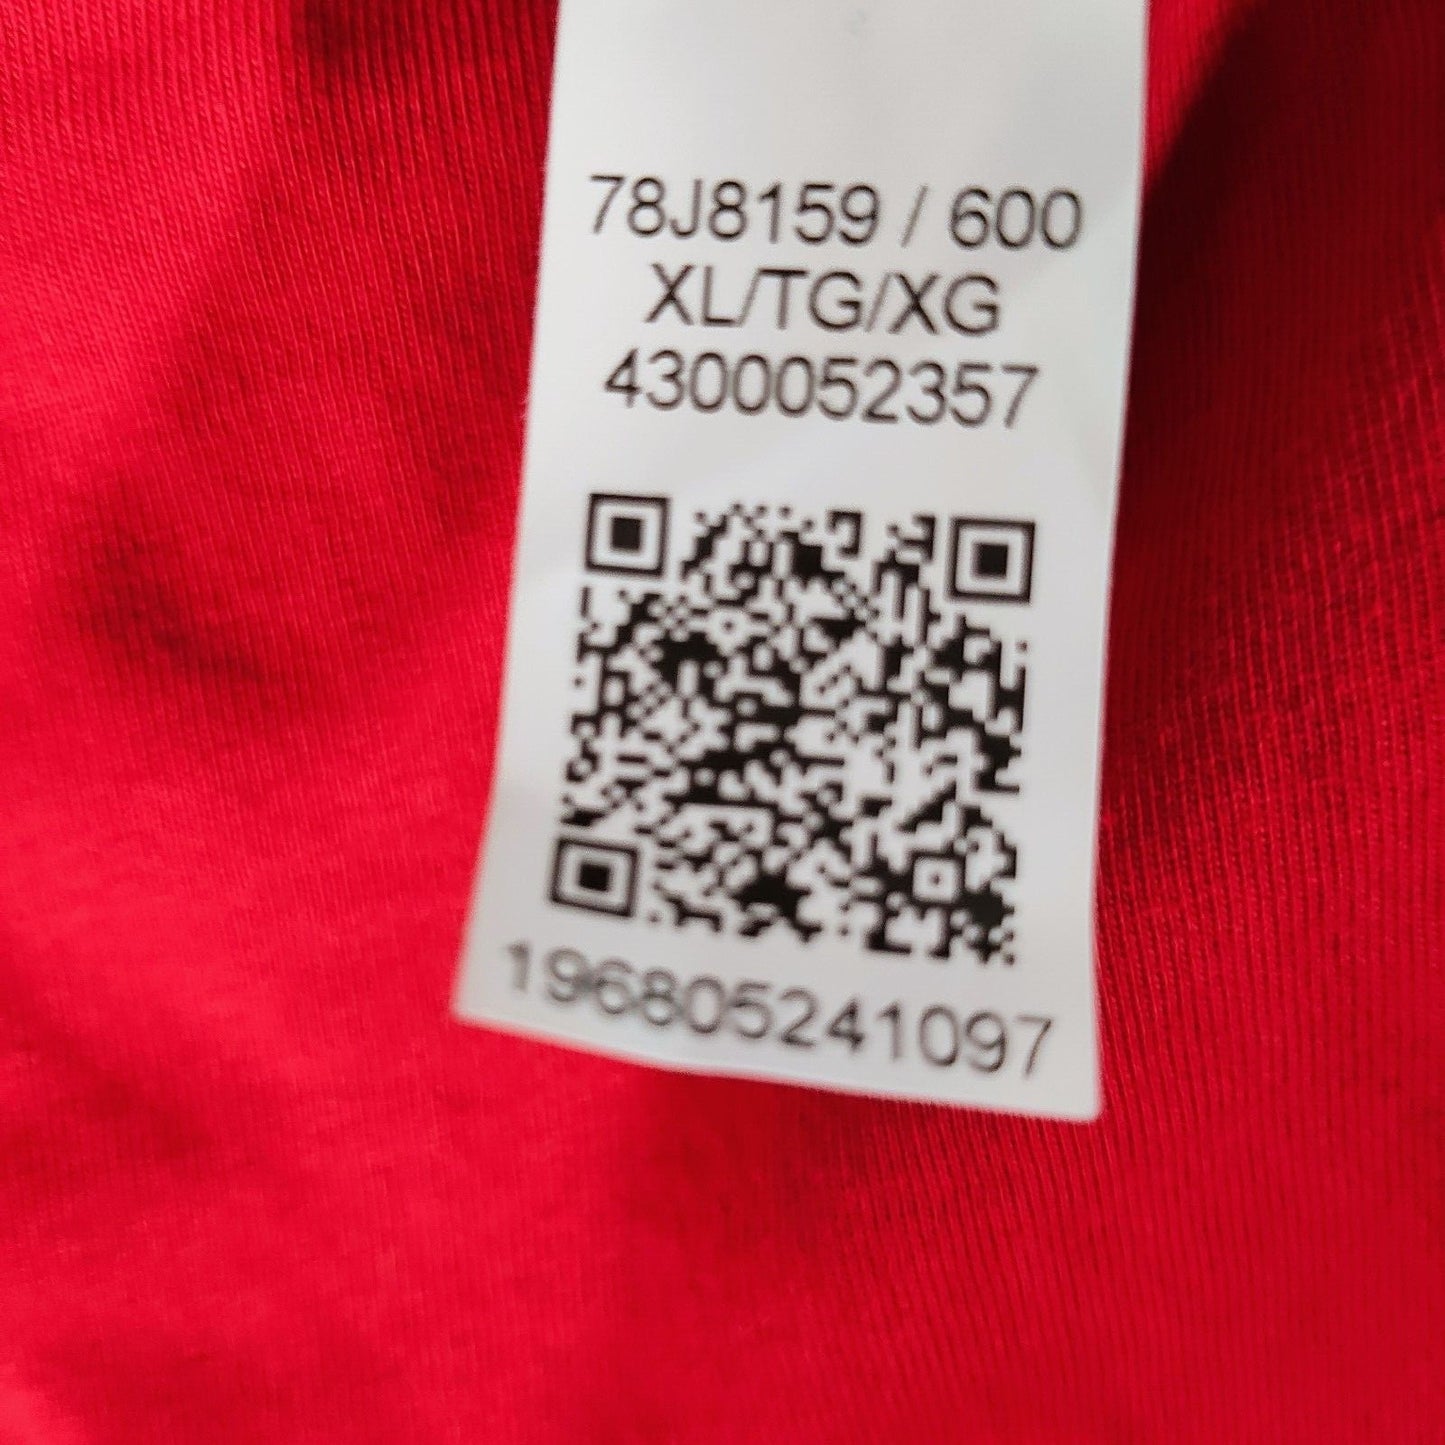 78J8159 / 600
XL/TG/XG
4300052357
196805241097